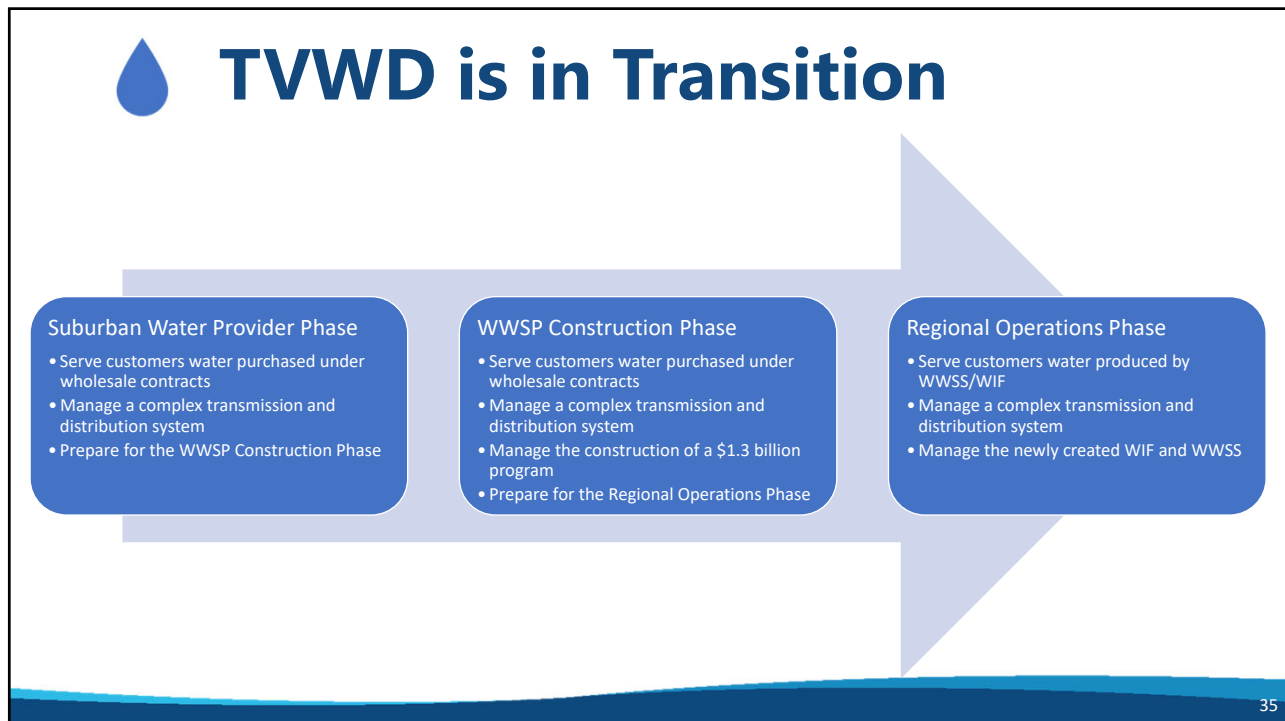 TVWD is in Transition
Suburban Water Provider Phase
• Serve customers water purchased under
wholesale contracts
• Manage a complex transmission and
distribution system
• Prepare for the WWSP Construction Phase
WWSP Construction Phase
• Serve customers water purchased under
wholesale contracts
• Manage a complex transmission and
distribution system
• Manage the construction of a $1.3 billion
program
• Prepare for the Regional Operations Phase
Regional Operations Phase
• Serve customers water produced by
WWSS/WIF
• Manage a complex transmission and
distribution system
• Manage the newly created WIF and WWSS
35